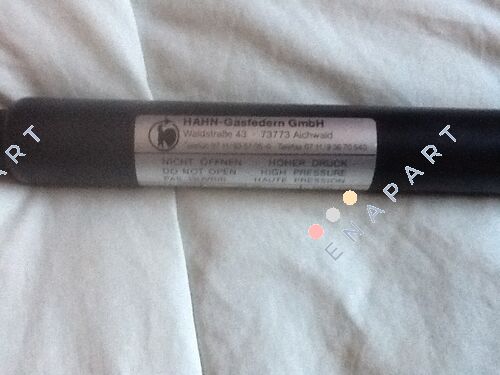 HAHN-Gasfedern GmbH
Waldstraße 43 · 73773 Aichwald
NICHT ÖFFNEN HOHER DRUCK
DO NOT OPEN HIGH PRESSURE
HAUTE PRESSION
ENAPART
ENAPART